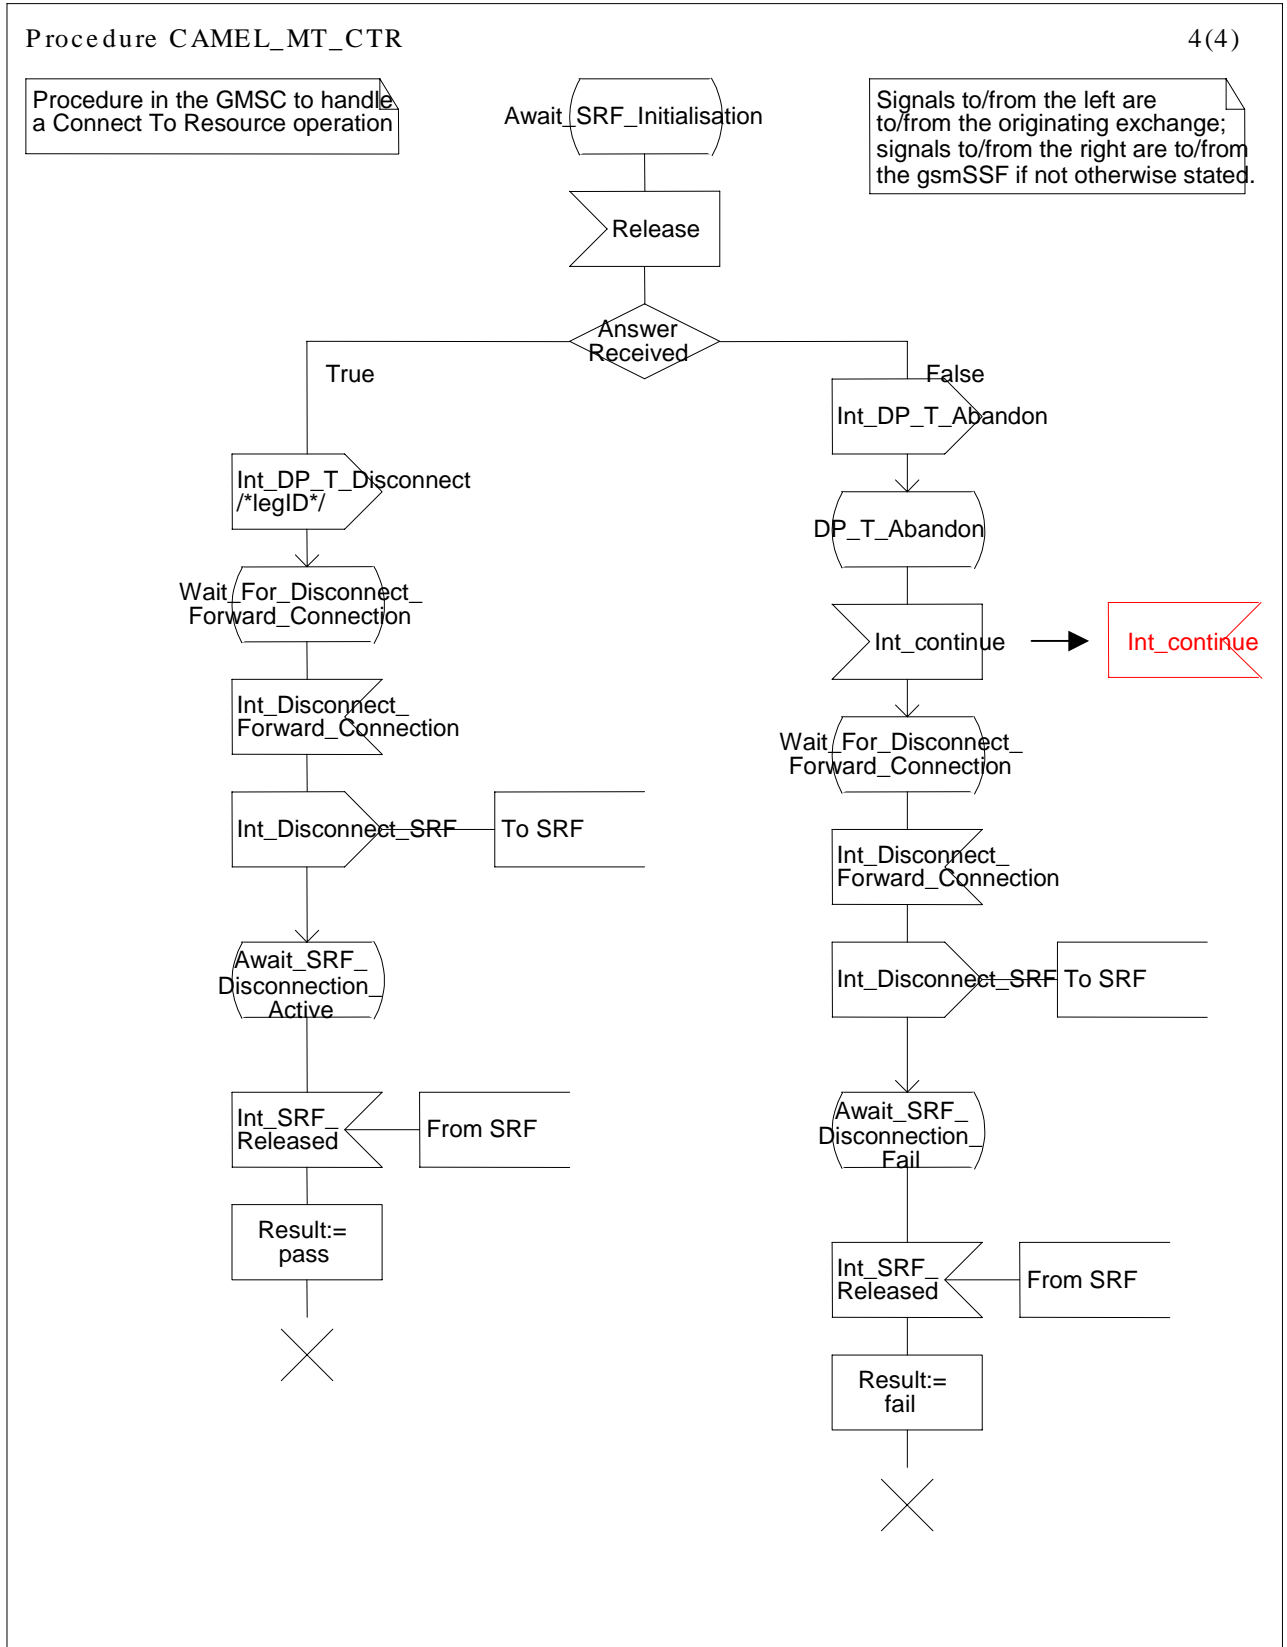 Procedure CAMEL_MT_CTR
4(4)
Procedure in the GMSC to handle
a Connect To Resource operation
Await_SRF_Initialisation
Signals to/from the left are
to/from the originating exchange;
signals to/from the right are to/from
the gsmSSF if not otherwise stated.
Release
Answer
Received
True
False
Int_DP_T_Abandon
Int_DP_T_Disconnect
/*legID*/
DP_T_Abandon
Wait_For_Disconnect_
Forward_Connection
Int_continue
Int_continue
Int_Disconnect_
Forward_Connection
Wait_For_Disconnect_
Forward_Connection
Int_Disconnect_SRF
To SRF
Int_Disconnect_
Forward_Connection
Await_SRF_
Disconnection_
Active
Int_Disconnect_SRF
To SRF
Int_SRF_
Released
From SRF
Await_SRF_
Disconnection_
Fail
Result:=
pass
Int_SRF_
Released
From SRF
Result:=
fail